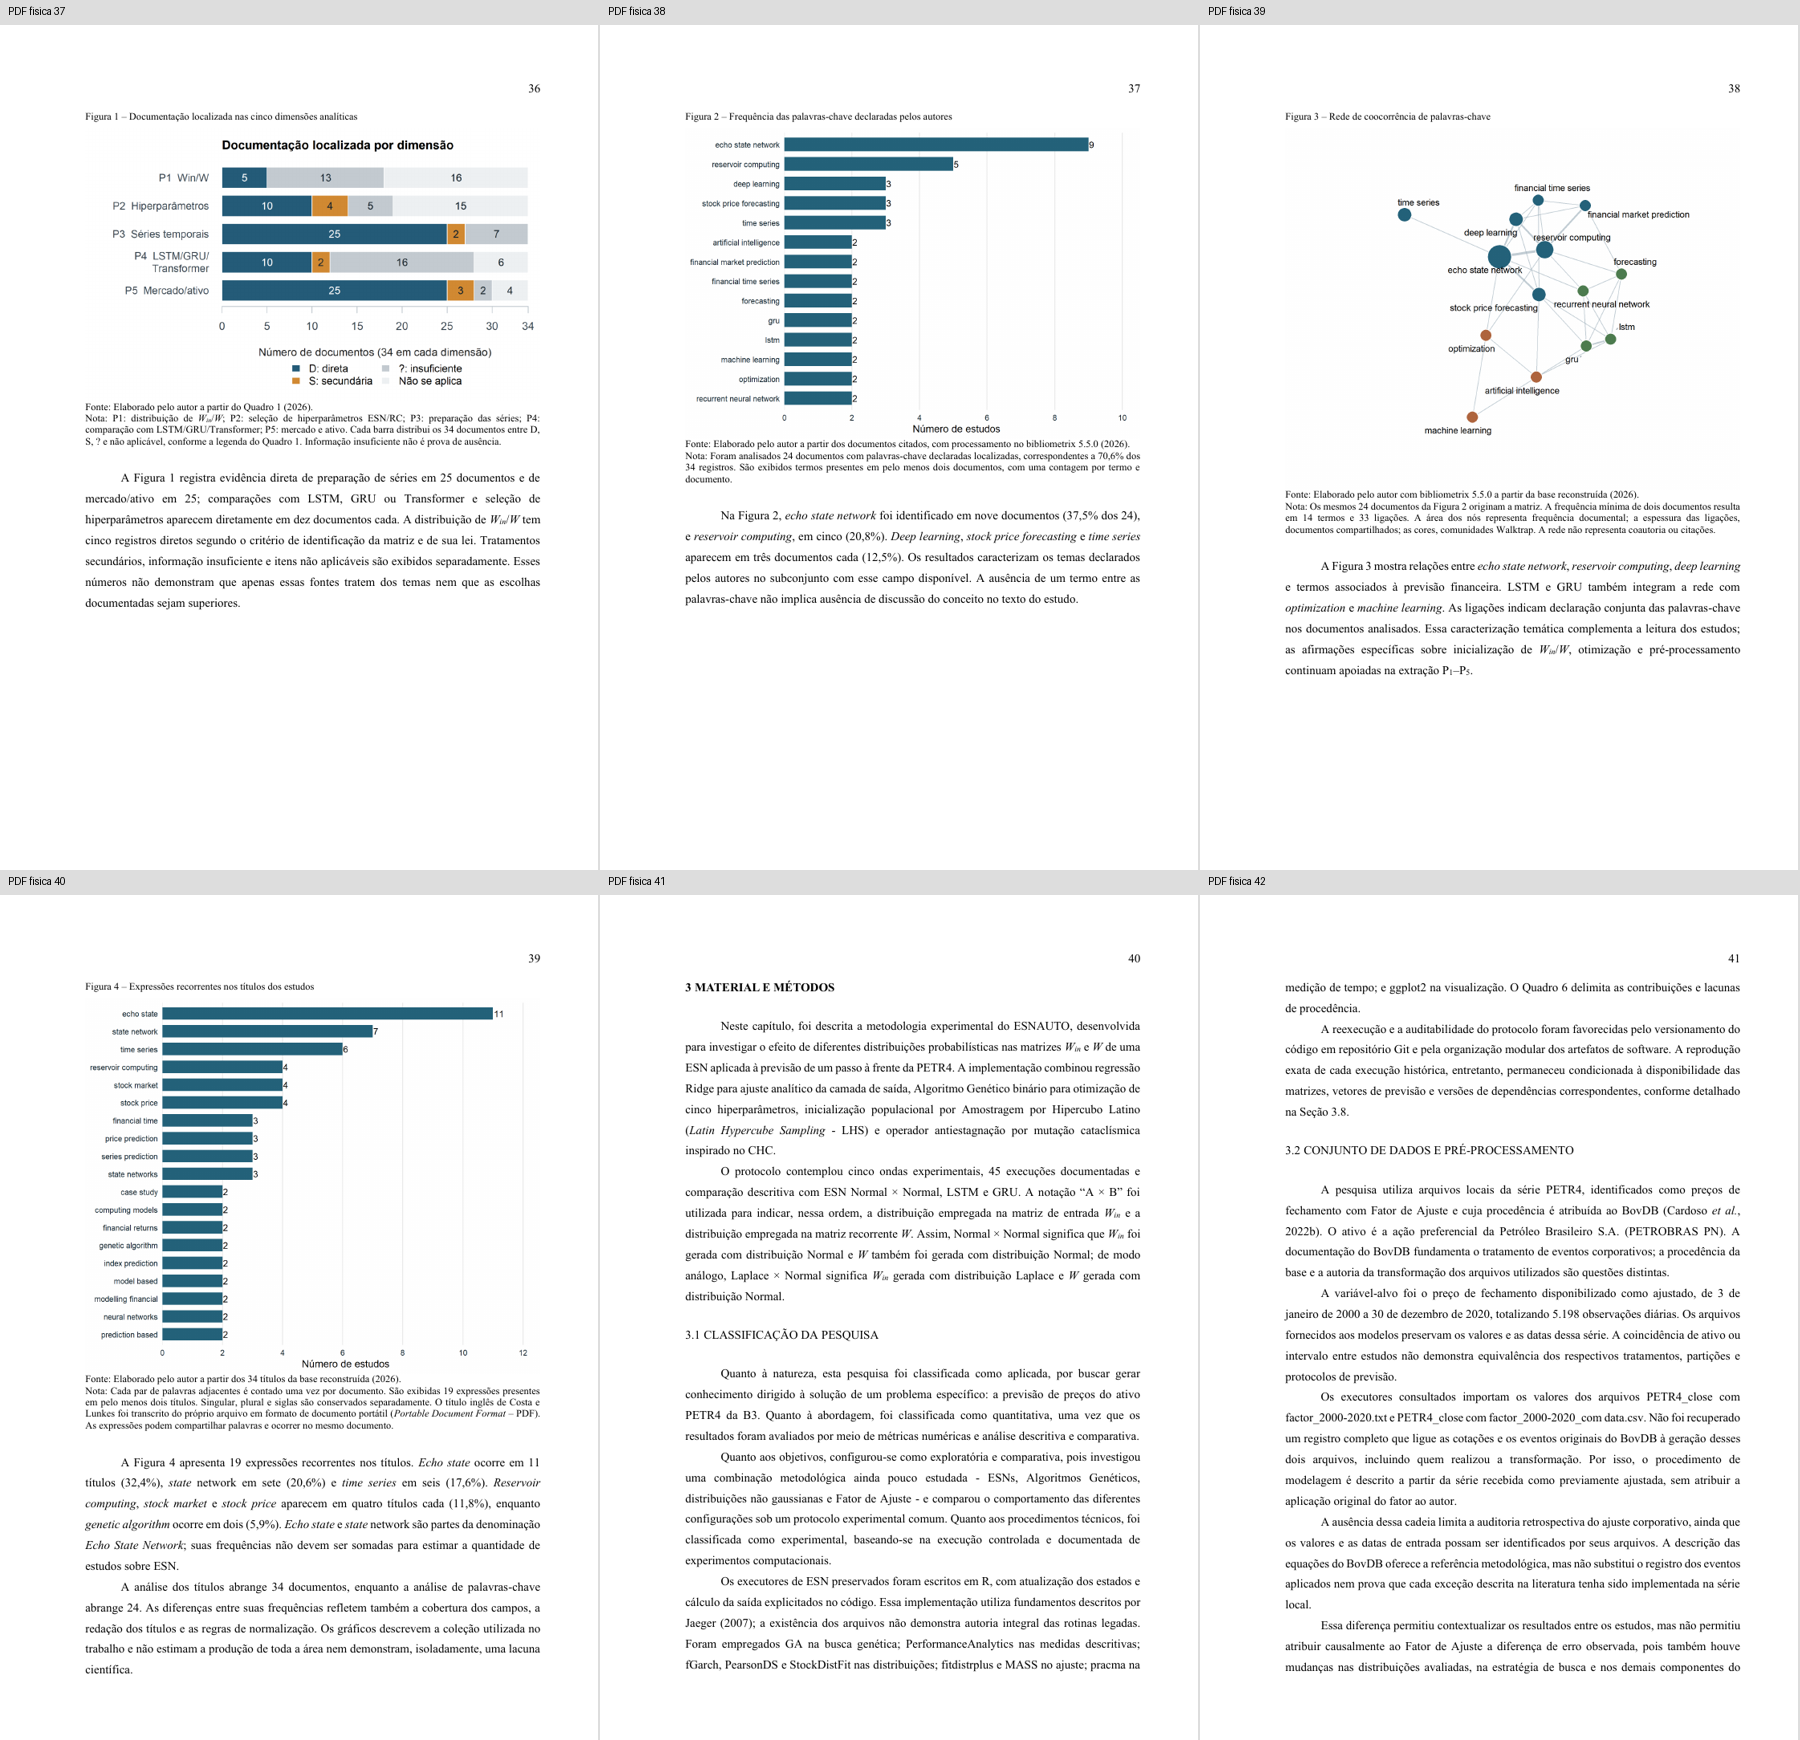 PDF fisica 37
36
Figura 1 – Documentação localizada nas cinco dimensões analíticas
Documentação localizada por dimensão
P1 Win/W 5 13 16
P2 Hiperparâmetros 10 4 5 15
P3 Séries temporais 25 2 7
P4 LSTM/GRU/
Transformer 10 2 16 6
P5 Mercado/ativo 25 3 2 4
0 5 10 15 20 25 30 34
Número de documentos (34 em cada dimensão)
D: direta ?: insuficiente
S: secundária Não se aplica
Fonte: Elaborado pelo autor a partir do Quadro 1 (2026).
Nota: P1: distribuição de Win/W; P2: seleção de hiperparâmetros ESN/RC; P3: preparação das séries; P4:
comparação com LSTM/GRU/Transformer; P5: mercado e ativo. Cada barra distribui os 34 documentos entre D,
S, ? e não aplicável, conforme a legenda do Quadro 1. Informação insuficiente não é prova de ausência.
A Figura 1 registra evidência direta de preparação de séries em 25 documentos e de
mercado/ativo em 25; comparações com LSTM, GRU ou Transformer e seleção de
hiperparâmetros aparecem diretamente em dez documentos cada. A distribuição de Win/W tem
cinco registros diretos segundo o critério de identificação da matriz e de sua lei. Tratamentos
secundários, informação insuficiente e itens não aplicáveis são exibidos separadamente. Esses
números não demonstram que apenas essas fontes tratem dos temas nem que as escolhas
documentadas sejam superiores.
PDF fisica 38
37
Figura 2 – Frequência das palavras-chave declaradas pelos autores
echo state network 9
reservoir computing 5
deep learning 3
stock price forecasting 3
time series 3
artificial intelligence 2
financial market prediction 2
financial time series 2
forecasting 2
gru 2
lstm 2
machine learning 2
optimization 2
recurrent neural network 2
0 2 4 6 8 10
Número de estudos
Fonte: Elaborado pelo autor a partir dos documentos citados, com processamento no bibliometrix 5.5.0 (2026).
Nota: Foram analisados 24 documentos com palavras-chave declaradas localizadas, correspondentes a 70,6% dos
34 registros. São exibidos termos presentes em pelo menos dois documentos, com uma contagem por termo e
documento.
Na Figura 2, echo state network foi identificado em nove documentos (37,5% dos 24),
e reservoir computing, em cinco (20,8%). Deep learning, stock price forecasting e time series
aparecem em três documentos cada (12,5%). Os resultados caracterizam os temas declarados
pelos autores no subconjunto com esse campo disponível. A ausência de um termo entre as
palavras-chave não implica ausência de discussão do conceito no texto do estudo.
PDF fisica 39
38
Figura 3 – Rede de coocorrência de palavras-chave
financial time series
time series
financial market prediction
deep learning
reservoir computing
forecasting
echo state network
recurrent neural network
stock price forecasting
lstm
optimization
gru
artificial intelligence
machine learning
Fonte: Elaborado pelo autor com bibliometrix 5.5.0 a partir da base reconstruída (2026).
Nota: Os mesmos 24 documentos da Figura 2 originam a matriz. A frequência mínima de dois documentos resulta
em 14 termos e 33 ligações. A área dos nós representa frequência documental; a espessura das ligações,
documentos compartilhados; as cores, comunidades Walktrap. A rede não representa coautoria ou citações.
A Figura 3 mostra relações entre echo state network, reservoir computing, deep learning
e termos associados à previsão financeira. LSTM e GRU também integram a rede com
optimization e machine learning. As ligações indicam declaração conjunta das palavras-chave
nos documentos analisados. Essa caracterização temática complementa a leitura dos estudos;
as afirmações específicas sobre inicialização de Win/W, otimização e pré-processamento
continuam apoiadas na extração P1–P5.
PDF fisica 40
39
Figura 4 – Expressões recorrentes nos títulos dos estudos
echo state 11
state network 7
time series 6
reservoir computing 4
stock market 4
stock price 4
financial time 3
price prediction 3
series prediction 3
state networks 3
case study 2
computing models 2
financial returns 2
genetic algorithm 2
index prediction 2
model based 2
modelling financial 2
neural networks 2
prediction based 2
0 2 4 6 8 10 12
Número de estudos
Fonte: Elaborado pelo autor a partir dos 34 títulos da base reconstruída (2026).
Nota: Cada par de palavras adjacentes é contado uma vez por documento. São exibidas 19 expressões presentes
em pelo menos dois títulos. Singular, plural e siglas são conservados separadamente. O título inglês de Costa e
Lunkes foi transcrito do próprio arquivo em formato de documento portátil (Portable Document Format – PDF).
As expressões podem compartilhar palavras e ocorrer no mesmo documento.
A Figura 4 apresenta 19 expressões recorrentes nos títulos. Echo state ocorre em 11
títulos (32,4%), state network em sete (20,6%) e time series em seis (17,6%). Reservoir
computing, stock market e stock price aparecem em quatro títulos cada (11,8%), enquanto
genetic algorithm ocorre em dois (5,9%). Echo state e state network são partes da denominação
Echo State Network; suas frequências não devem ser somadas para estimar a quantidade de
estudos sobre ESN.
A análise dos títulos abrange 34 documentos, enquanto a análise de palavras-chave
abrange 24. As diferenças entre suas frequências refletem também a cobertura dos campos, a
redação dos títulos e as regras de normalização. Os gráficos descrevem a coleção utilizada no
trabalho e não estimam a produção de toda a área nem demonstram, isoladamente, uma lacuna
científica.
PDF fisica 41
40
3 MATERIAL E MÉTODOS
Neste capítulo, foi descrita a metodologia experimental do ESNAUTO, desenvolvida
para investigar o efeito de diferentes distribuições probabilísticas nas matrizes Win e W de uma
ESN aplicada à previsão de um passo à frente da PETR4. A implementação combinou regressão
Ridge para ajuste analítico da camada de saída, Algoritmo Genético binário para otimização de
cinco hiperparâmetros, inicialização populacional por Amostragem por Hipercubo Latino
(Latin Hypercube Sampling - LHS) e operador antiestagnação por mutação cataclísmica
inspirado no CHC.
O protocolo contemplou cinco ondas experimentais, 45 execuções documentadas e
comparação descritiva com ESN Normal × Normal, LSTM e GRU. A notação “A × B” foi
utilizada para indicar, nessa ordem, a distribuição empregada na matriz de entrada Win e a
distribuição empregada na matriz recorrente W. Assim, Normal × Normal significa que Win foi
gerada com distribuição Normal e W também foi gerada com distribuição Normal; de modo
análogo, Laplace × Normal significa Win gerada com distribuição Laplace e W gerada com
distribuição Normal.
3.1 CLASSIFICAÇÃO DA PESQUISA
Quanto à natureza, esta pesquisa foi classificada como aplicada, por buscar gerar
conhecimento dirigido à solução de um problema específico: a previsão de preços do ativo
PETR4 da B3. Quanto à abordagem, foi classificada como quantitativa, uma vez que os
resultados foram avaliados por meio de métricas numéricas e análise descritiva e comparativa.
Quanto aos objetivos, configurou-se como exploratória e comparativa, pois investigou
uma combinação metodológica ainda pouco estudada - ESNs, Algoritmos Genéticos,
distribuições não gaussianas e Fator de Ajuste - e comparou o comportamento das diferentes
configurações sob um protocolo experimental comum. Quanto aos procedimentos técnicos, foi
classificada como experimental, baseando-se na execução controlada e documentada de
experimentos computacionais.
Os executores de ESN preservados foram escritos em R, com atualização dos estados e
cálculo da saída explicitados no código. Essa implementação utiliza fundamentos descritos por
Jaeger (2007); a existência dos arquivos não demonstra autoria integral das rotinas legadas.
Foram empregados GA na busca genética; PerformanceAnalytics nas medidas descritivas;
fGarch, PearsonDS e StockDistFit nas distribuições; fitdistrplus e MASS no ajuste; pracma na
PDF fisica 42
41
medição de tempo; e ggplot2 na visualização. O Quadro 6 delimita as contribuições e lacunas
de procedência.
A reexecução e a auditabilidade do protocolo foram favorecidas pelo versionamento do
código em repositório Git e pela organização modular dos artefatos de software. A reprodução
exata de cada execução histórica, entretanto, permaneceu condicionada à disponibilidade das
matrizes, vetores de previsão e versões de dependências correspondentes, conforme detalhado
na Seção 3.8.
3.2 CONJUNTO DE DADOS E PRÉ-PROCESSAMENTO
A pesquisa utiliza arquivos locais da série PETR4, identificados como preços de
fechamento com Fator de Ajuste e cuja procedência é atribuída ao BovDB (Cardoso et al.,
2022b). O ativo é a ação preferencial da Petróleo Brasileiro S.A. (PETROBRAS PN). A
documentação do BovDB fundamenta o tratamento de eventos corporativos; a procedência da
base e a autoria da transformação dos arquivos utilizados são questões distintas.
A variável-alvo foi o preço de fechamento disponibilizado como ajustado, de 3 de
janeiro de 2000 a 30 de dezembro de 2020, totalizando 5.198 observações diárias. Os arquivos
fornecidos aos modelos preservam os valores e as datas dessa série. A coincidência de ativo ou
intervalo entre estudos não demonstra equivalência dos respectivos tratamentos, partições e
protocolos de previsão.
Os executores consultados importam os valores dos arquivos PETR4_close com
factor_2000-2020.txt e PETR4_close com factor_2000-2020_com data.csv. Não foi recuperado
um registro completo que ligue as cotações e os eventos originais do BovDB à geração desses
dois arquivos, incluindo quem realizou a transformação. Por isso, o procedimento de
modelagem é descrito a partir da série recebida como previamente ajustada, sem atribuir a
aplicação original do fator ao autor.
A ausência dessa cadeia limita a auditoria retrospectiva do ajuste corporativo, ainda que
os valores e as datas de entrada possam ser identificados por seus arquivos. A descrição das
equações do BovDB oferece a referência metodológica, mas não substitui o registro dos eventos
aplicados nem prova que cada exceção descrita na literatura tenha sido implementada na série
local.
Essa diferença permitiu contextualizar os resultados entre os estudos, mas não permitiu
atribuir causalmente ao Fator de Ajuste a diferença de erro observada, pois também houve
mudanças nas distribuições avaliadas, na estratégia de busca e nos demais componentes do